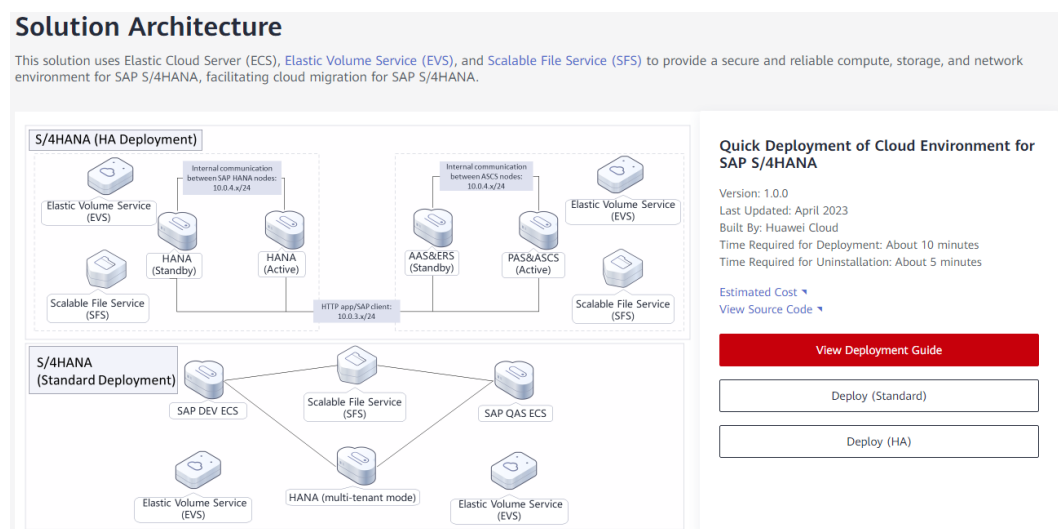 Solution Architecture
This solution uses Elastic Cloud Server (ECS), Elastic Volume Service (EVS), and Scalable File Service (SFS) to provide a secure and reliable compute, storage, and network
environment for SAP S/4HANA, facilitating cloud migration for SAP S/4HANA.
S/4HANA (HA Deployment)
Internal communication
between SAP HANA nodes:
10.0.4.x/24
Internal communication
between ASCS nodes:
10.0.4.x/24
Elastic Volume Service
(EVS)
Elastic Volume Service
(EVS)
HANA
(Standby)
HANA
(Active)
AAS&ERS
(Standby)
PAS&ASCS
(Active)
Scalable File Service
(SFS)
HTTP app/SAP client:
10.0.3.x/24
Scalable File Service
(SFS)
S/4HANA
(Standard Deployment)
SAP DEV ECS
Scalable File Service
(SFS)
SAP QAS ECS
Elastic Volume Service
(EVS)
HANA (multi-tenant mode)
Elastic Volume Service
(EVS)
Quick Deployment of Cloud Environment for
SAP S/4HANA
Version: 1.0.0
Last Updated: April 2023
Built By: Huawei Cloud
Time Required for Deployment: About 10 minutes
Time Required for Uninstallation: About 5 minutes
Estimated Cost
View Source Code
View Deployment Guide
Deploy (Standard)
Deploy (HA)